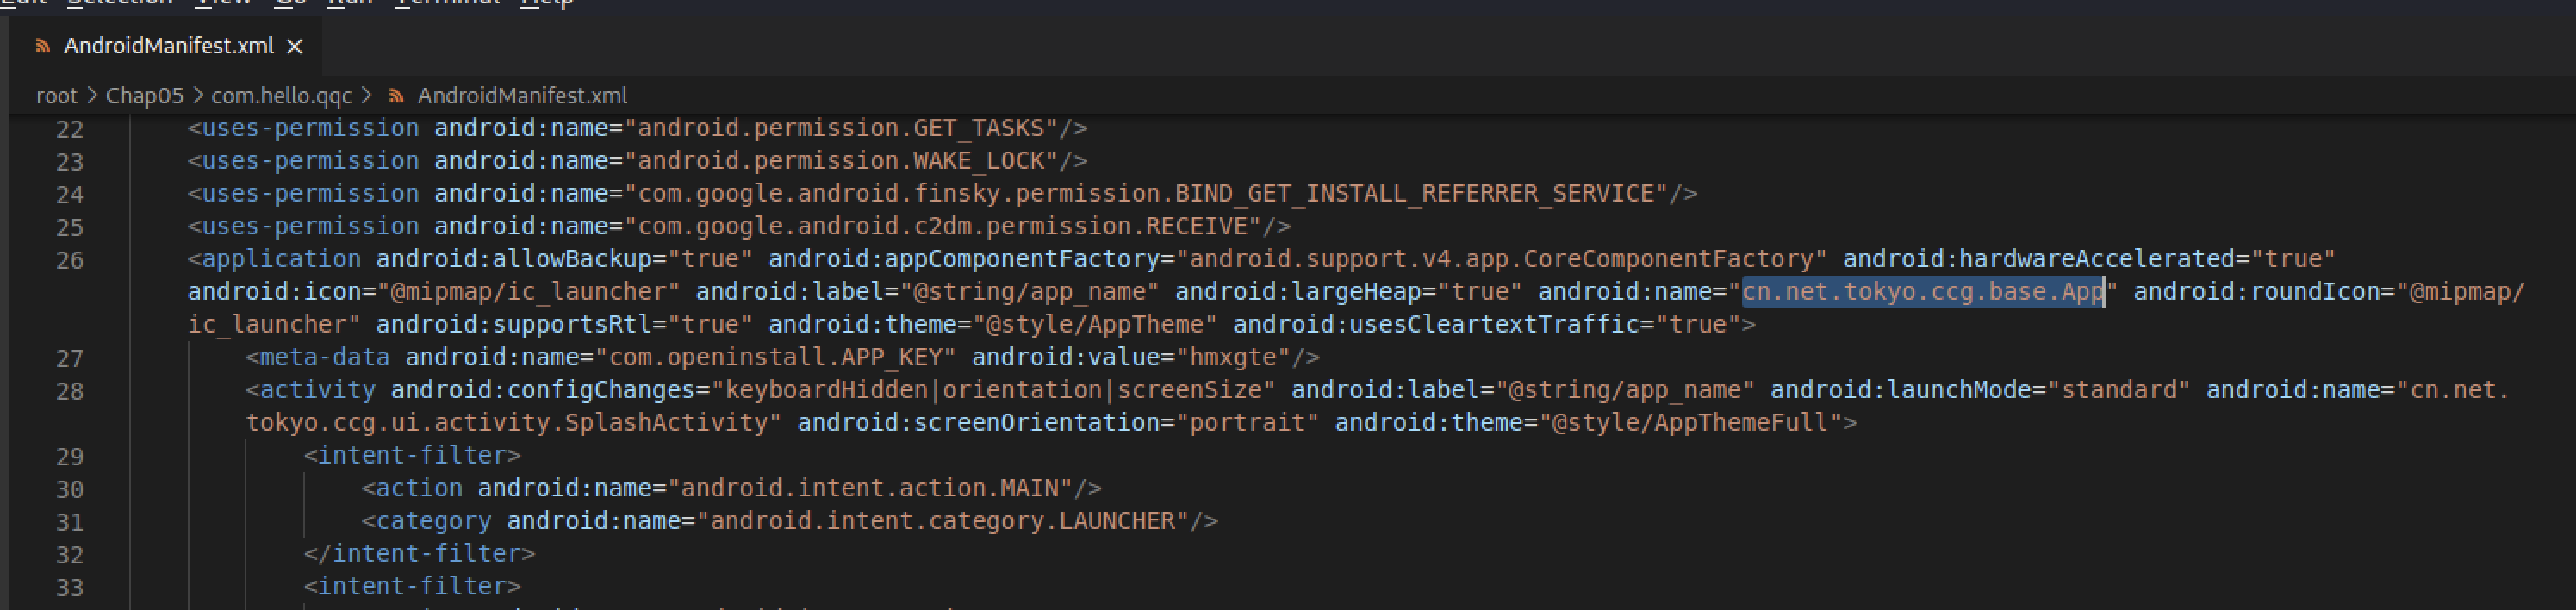 Edit Selection View Go Run Terminal Help
AndroidManifest.xml ×
root > Chap05 > com.hello.qqc > AndroidManifest.xml
22 <uses-permission android:name="android.permission.GET_TASKS"/>
23 <uses-permission android:name="android.permission.WAKE_LOCK"/>
24 <uses-permission android:name="com.google.android.finsky.permission.BIND_GET_INSTALL_REFERRER_SERVICE"/>
25 <uses-permission android:name="com.google.android.c2dm.permission.RECEIVE"/>
26 <application android:allowBackup="true" android:appComponentFactory="android.support.v4.app.CoreComponentFactory" android:hardwareAccelerated="true"
android:icon="@mipmap/ic_launcher" android:label="@string/app_name" android:largeHeap="true" android:name="cn.net.tokyo.ccg.base.App" android:roundIcon="@mipmap/
ic_launcher" android:supportsRtl="true" android:theme="@style/AppTheme" android:usesCleartextTraffic="true">
27 <meta-data android:name="com.openinstall.APP_KEY" android:value="hmxgte"/>
28 <activity android:configChanges="keyboardHidden|orientation|screenSize" android:label="@string/app_name" android:launchMode="standard" android:name="cn.net.
tokyo.ccg.ui.activity.SplashActivity" android:screenOrientation="portrait" android:theme="@style/AppThemeFull">
29 <intent-filter>
30 <action android:name="android.intent.action.MAIN"/>
31 <category android:name="android.intent.category.LAUNCHER"/>
32 </intent-filter>
33 <intent-filter>